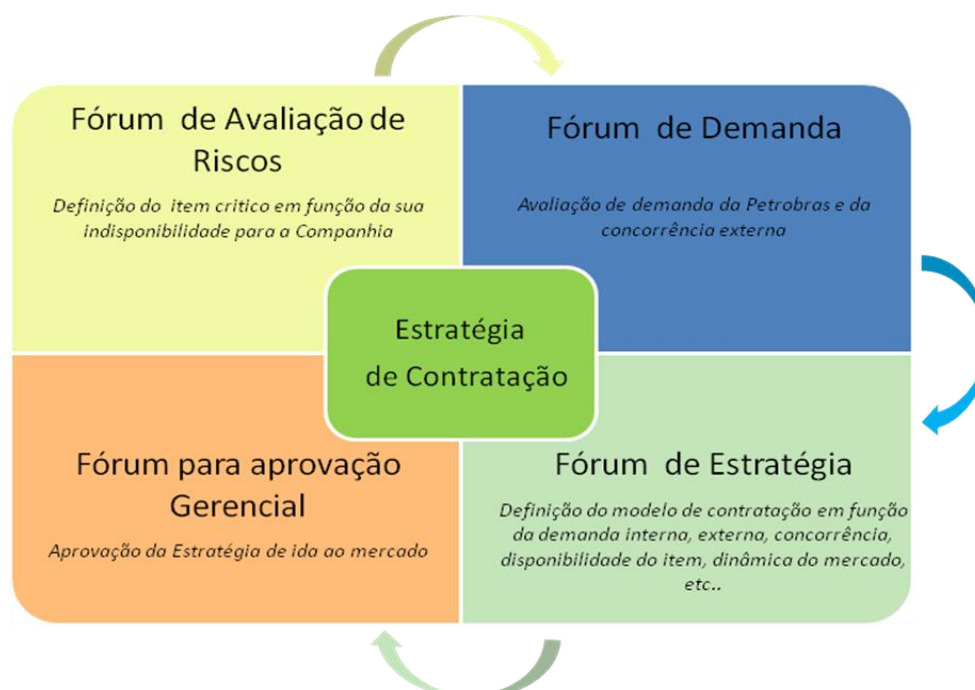 Fórum de Avaliação de
Riscos
Definição do item critico em função da sua
indisponibilidade para a Companhia
Fórum de Demanda
Avaliação de demanda da Petrobras e da
concorrência externa
Estratégia
de Contratação
Fórum para aprovação
Gerencial
Aprovação da Estratégia de ida ao mercado
Fórum de Estratégia
Definição do modelo de contratação em função
da demanda interna, externa, concorrência,
disponibilidade do item, dinâmica do mercado,
etc..